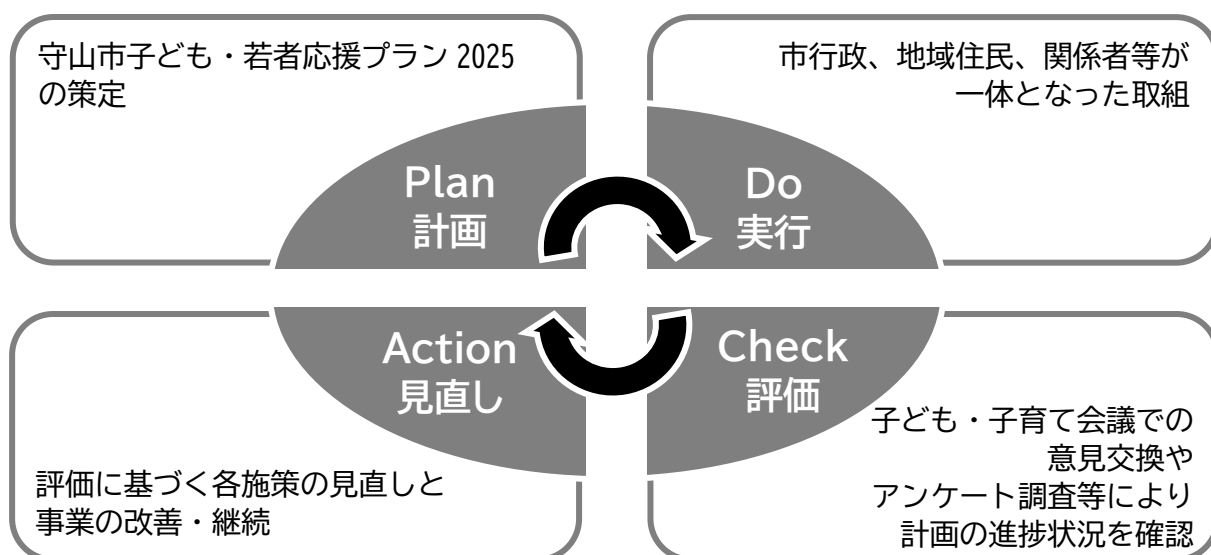 守山市子ども・若者応援プラン 2025
の策定
Plan
計画
市行政、地域住民、関係者等が
一体となった取組
Do
実行
Action
見直し
評価に基づく各施策の見直しと
事業の改善・継続
Check
評価
子ども・子育て会議での
意見交換や
アンケート調査等により
計画の進捗状況を確認